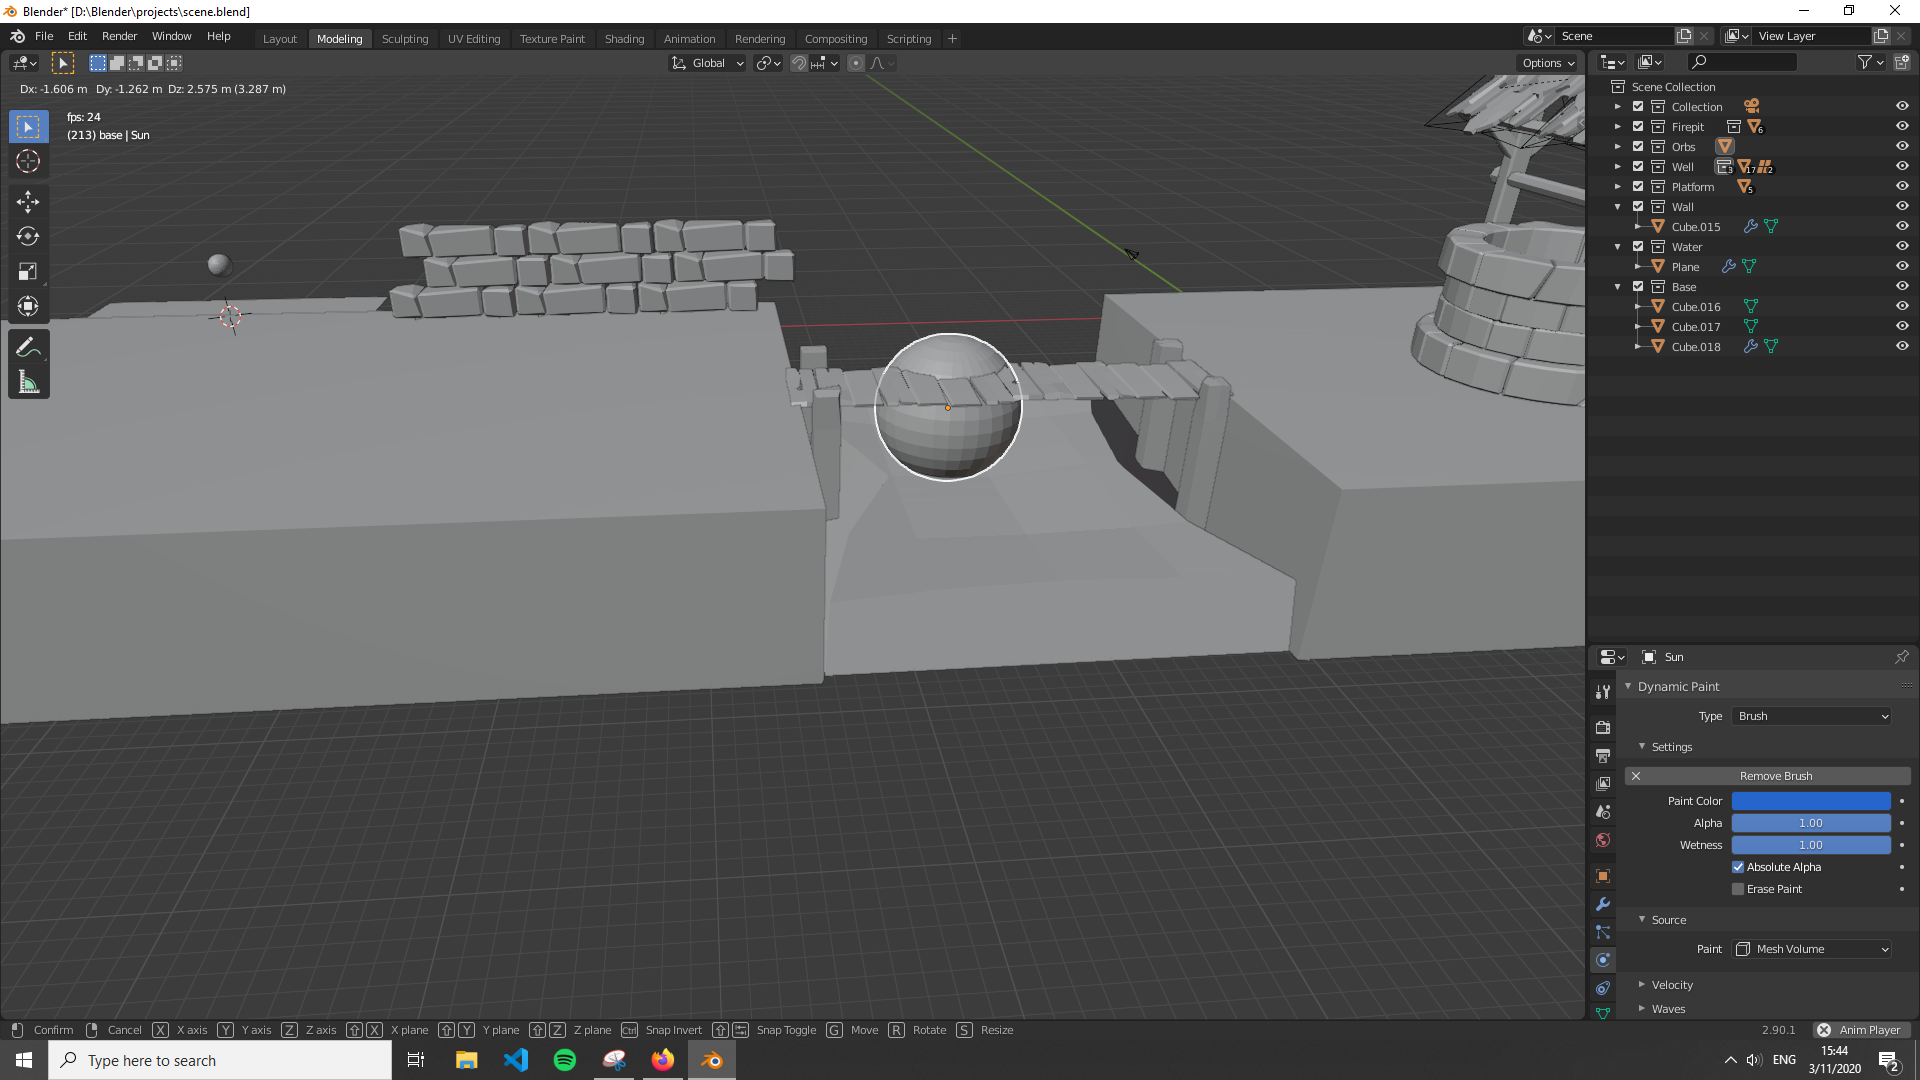 Blender* [D:\Blender\projects\scene.blend]
File Edit Render Window Help Layout Modeling Sculpting UV Editing Texture Paint Shading Animation Rendering Compositing Scripting + Scene View Layer
Global Options
Dx: -1.606 m Dy: -1.262 m Dz: 2.575 m (3.287 m)
fps: 24
(213) base | Sun
Scene Collection
Collection
Firepit 6
Orbs
Well 3 17 2
Platform 5
Wall
Cube.015
Water
Plane
Base
Cube.016
Cube.017
Cube.018
Sun
Dynamic Paint
Type Brush
Settings
Remove Brush
Paint Color
Alpha 1.00
Wetness 1.00
Absolute Alpha
Erase Paint
Source
Paint Mesh Volume
Velocity
Waves
Confirm Cancel X X axis Y Y axis Z Z axis X X plane Y Y plane Z Z plane Ctrl Snap Invert Snap Toggle G Move R Rotate S Resize 2.90.1 Anim Player
Type here to search
ENG
15:44
3/11/2020
2